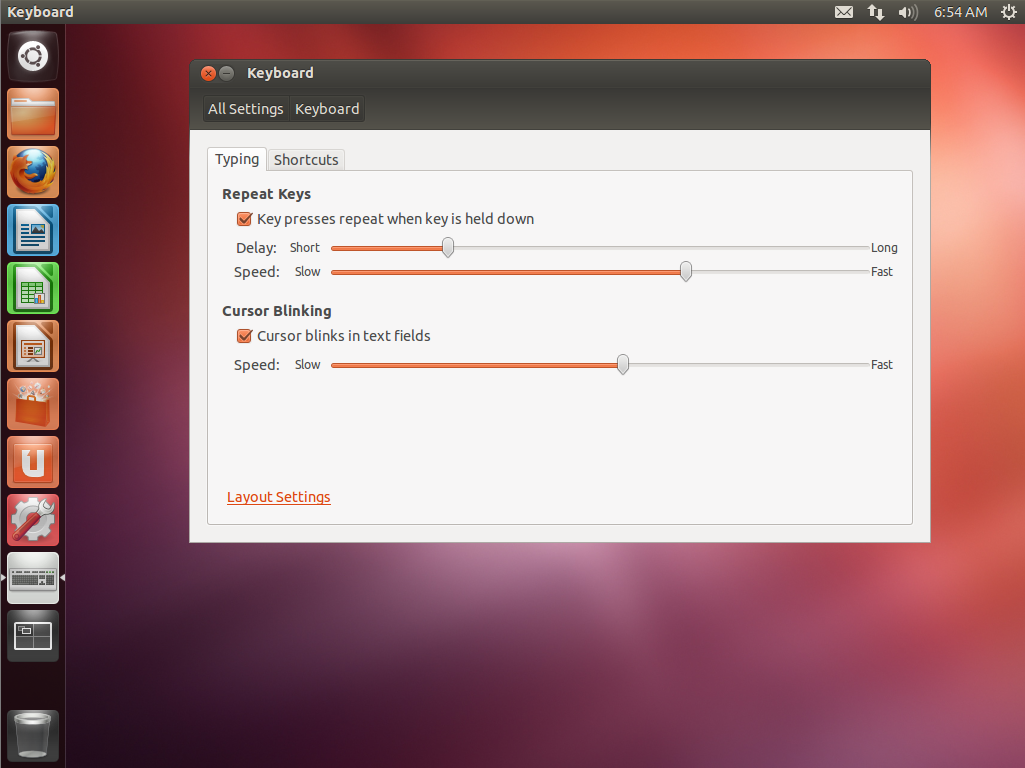 Keyboard
6:54 AM
Keyboard
All Settings Keyboard
Typing Shortcuts
Repeat Keys
Key presses repeat when key is held down
Delay: Short Long
Speed: Slow Fast
Cursor Blinking
Cursor blinks in text fields
Speed: Slow Fast
Layout Settings